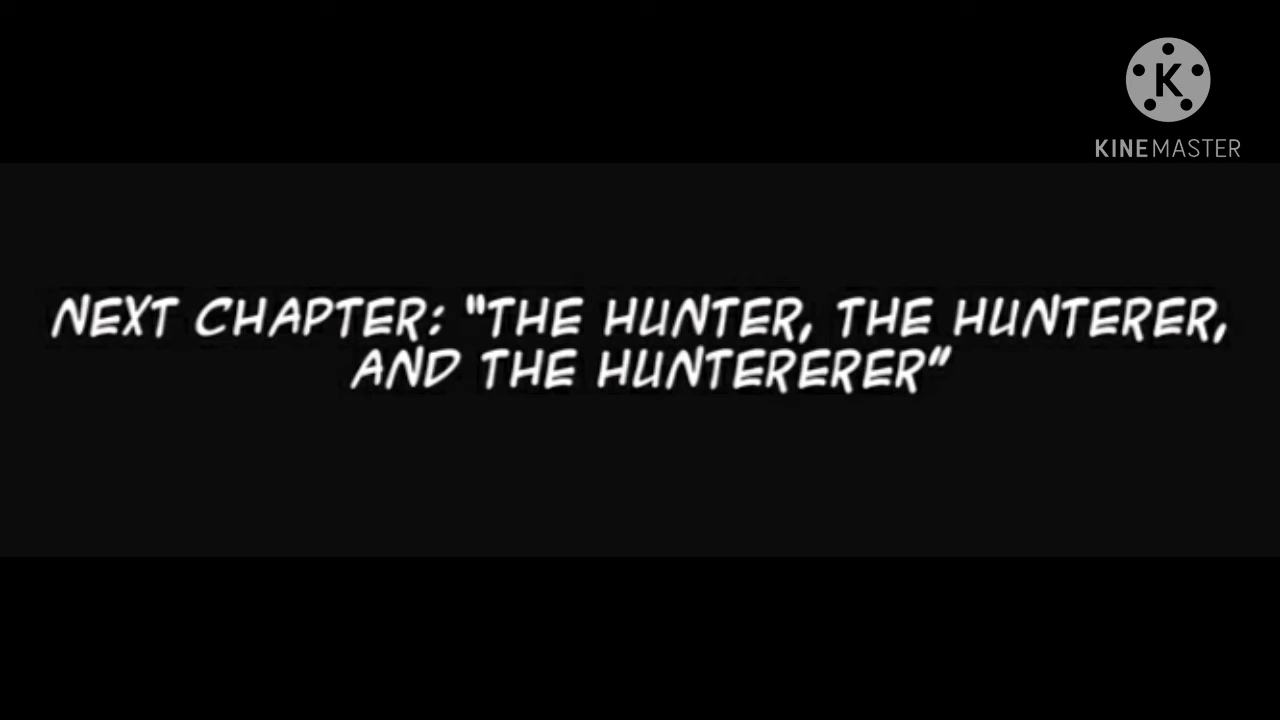 K
KINEMASTER
NEXT CHAPTER: "THE HUNTER, THE HUNTERER,
AND THE HUNTERERER"